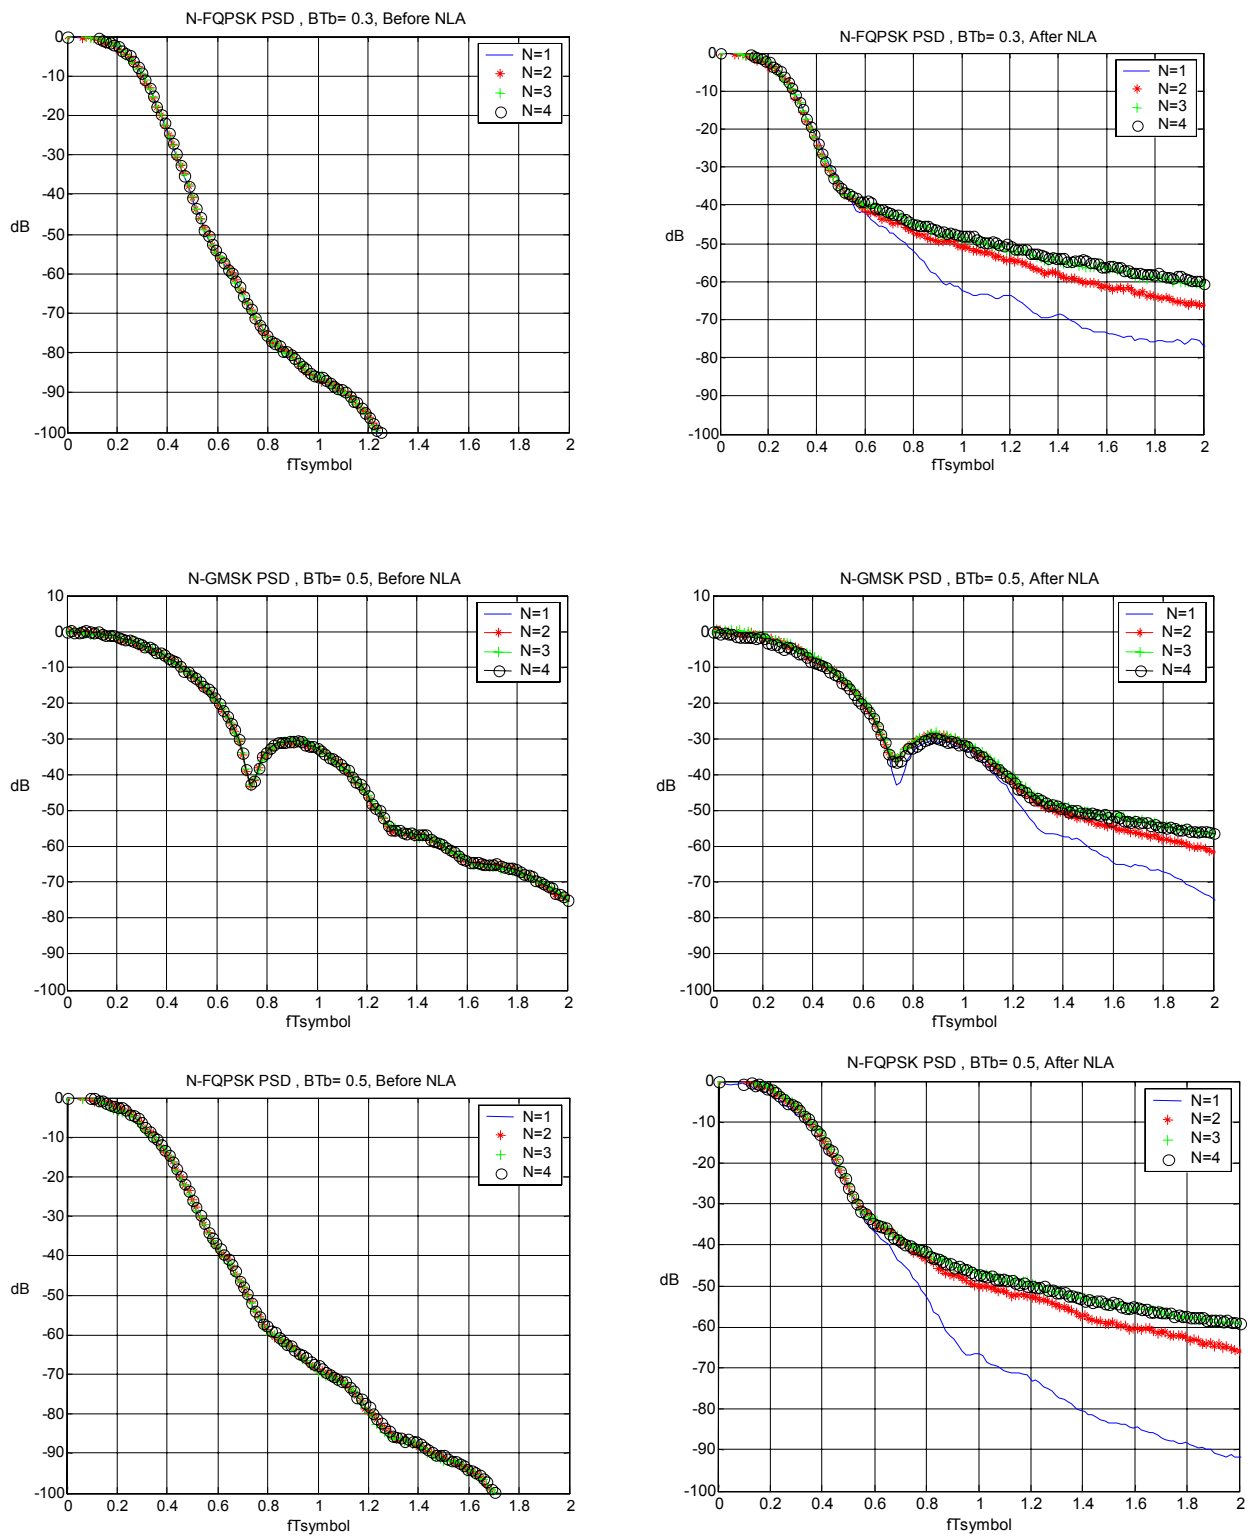 N-FQPSK PSD , BTb= 0.3, Before NLA
0
-10
-20
-30
-40
-50
-60
-70
-80
-90
-100
dB
0 0.2 0.4 0.6 0.8 1 1.2 1.4 1.6 1.8 2
fTsymbol
N=1
N=2
N=3
N=4
N-FQPSK PSD , BTb= 0.3, After NLA
0
-10
-20
-30
-40
-50
-60
-70
-80
-90
-100
dB
0 0.2 0.4 0.6 0.8 1 1.2 1.4 1.6 1.8 2
fTsymbol
N=1
N=2
N=3
N=4
N-GMSK PSD , BTb= 0.5, Before NLA
10
0
-10
-20
-30
-40
-50
-60
-70
-80
-90
-100
dB
0 0.2 0.4 0.6 0.8 1 1.2 1.4 1.6 1.8 2
fTsymbol
N=1
N=2
N=3
N=4
N-GMSK PSD , BTb= 0.5, After NLA
10
0
-10
-20
-30
-40
-50
-60
-70
-80
-90
-100
dB
0 0.2 0.4 0.6 0.8 1 1.2 1.4 1.6 1.8 2
fTsymbol
N=1
N=2
N=3
N=4
N-FQPSK PSD , BTb= 0.5, Before NLA
0
-10
-20
-30
-40
-50
-60
-70
-80
-90
-100
dB
0 0.2 0.4 0.6 0.8 1 1.2 1.4 1.6 1.8 2
fTsymbol
N=1
N=2
N=3
N=4
N-FQPSK PSD , BTb= 0.5, After NLA
0
-10
-20
-30
-40
-50
-60
-70
-80
-90
-100
dB
0 0.2 0.4 0.6 0.8 1 1.2 1.4 1.6 1.8 2
fTsymbol
N=1
N=2
N=3
N=4